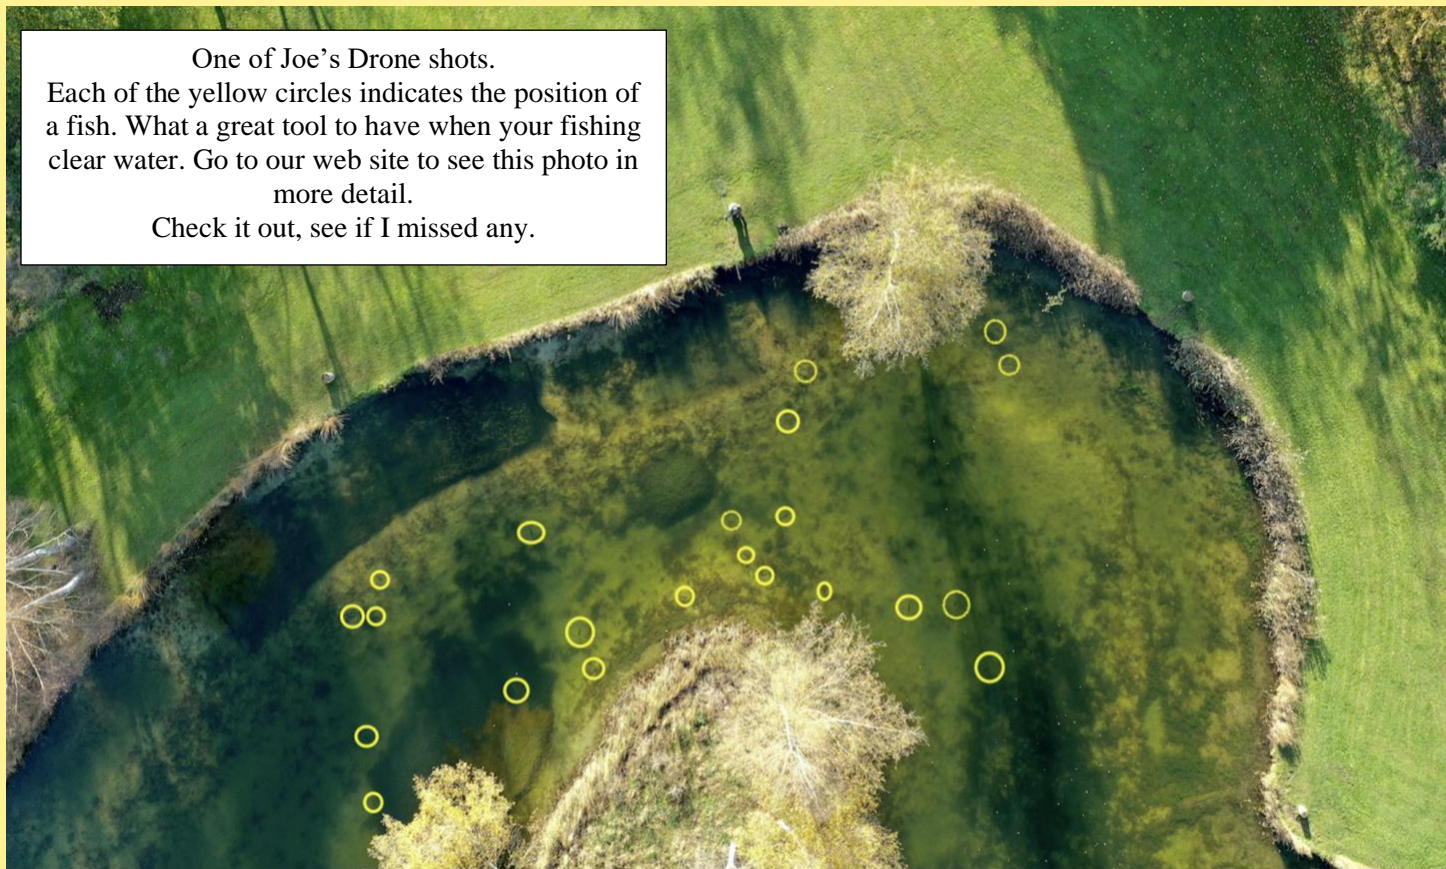 One of Joe’s Drone shots.
Each of the yellow circles indicates the position of
a fish. What a great tool to have when your fishing
clear water. Go to our web site to see this photo in
more detail.
Check it out, see if I missed any.